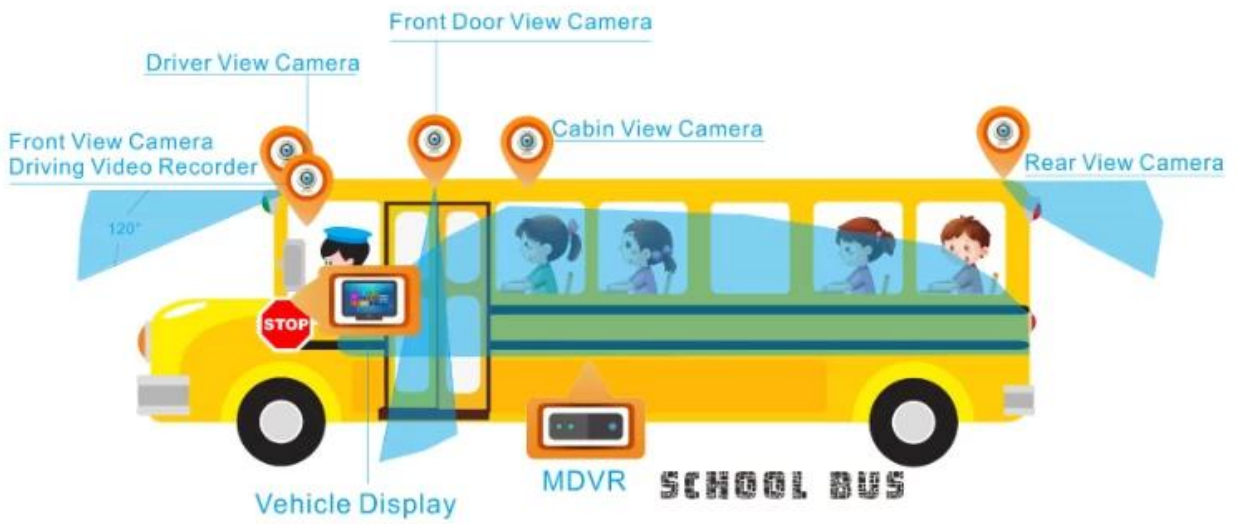 Front Door View Camera
Driver View Camera
Front View Camera
Driving Video Recorder
Cabin View Camera
Rear View Camera
120°
STOP
MDVR
SCHOOL BUS
Vehicle Display